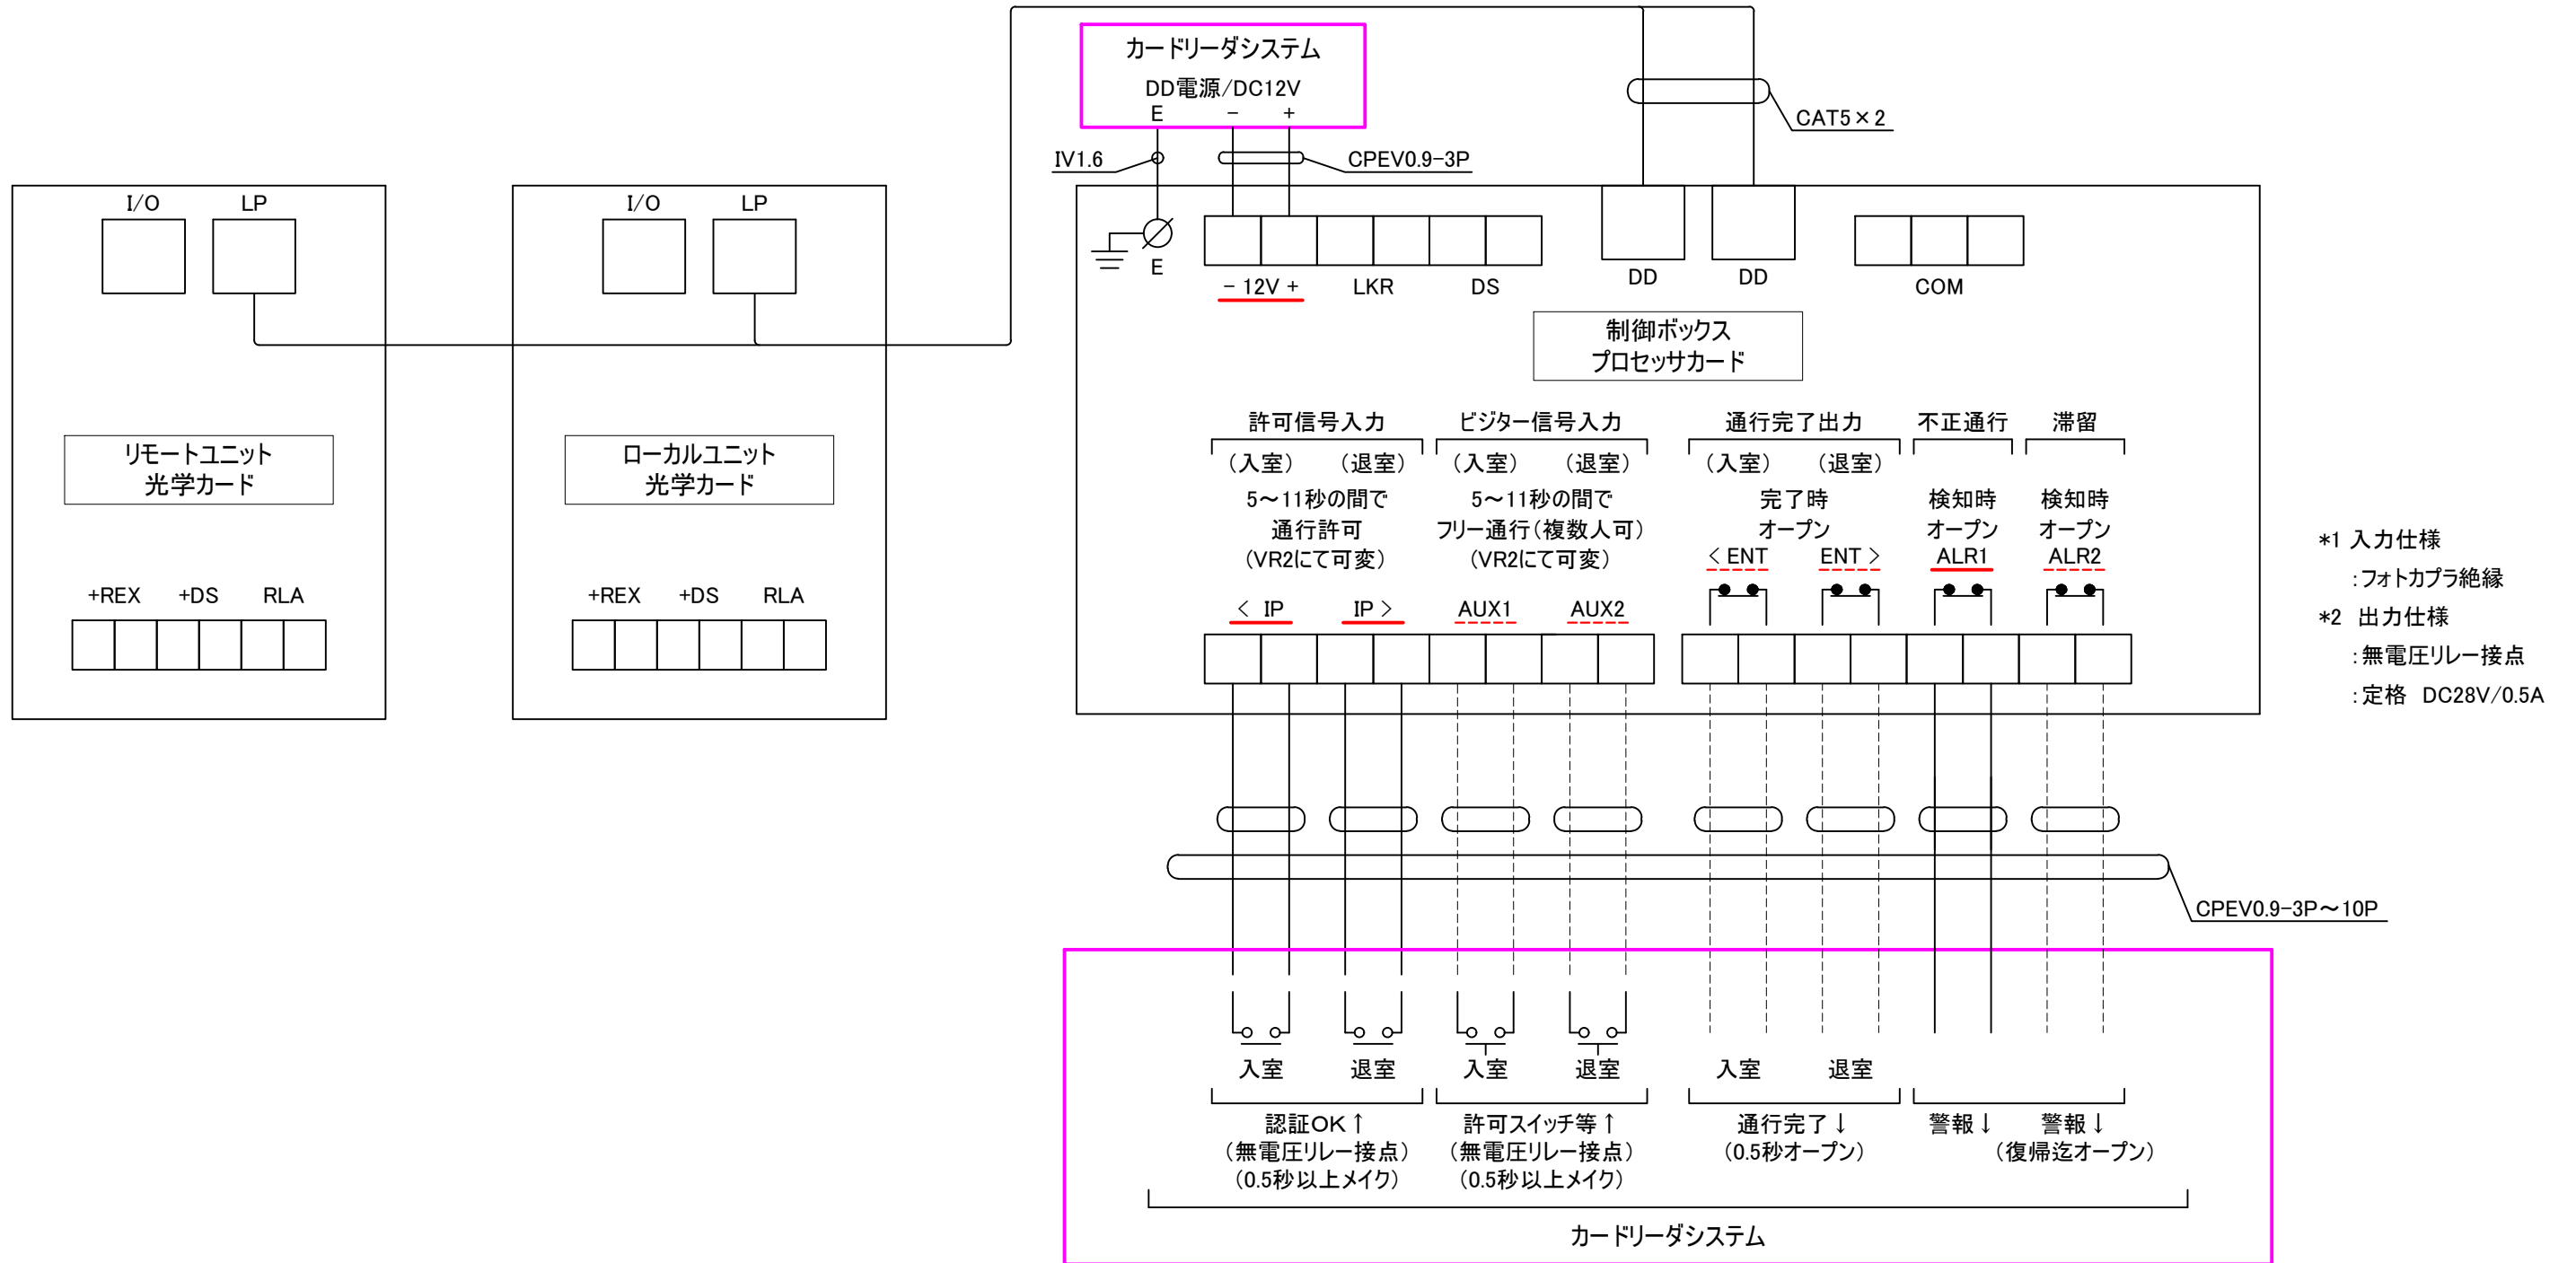 カードリーダシステム
DD電源/DC12V
E - +
IV1.6
CPEV0.9-3P
CAT5×2
I/O LP
リモートユニット
光学カード
+REX +DS RLA
I/O LP
ローカルユニット
光学カード
+REX +DS RLA
E
- 12V + LKR DS
DD DD
COM
制御ボックス
プロセッサカード
許可信号入力
(入室) (退室)
5～11秒の間で
通行許可
(VR2にて可変)
< IP IP >
ビジター信号入力
(入室) (退室)
5～11秒の間で
フリー通行(複数人可)
(VR2にて可変)
AUX1 AUX2
通行完了出力
(入室) (退室)
完了時
オープン
< ENT ENT >
不正通行
検知時
オープン
ALR1
滞留
検知時
オープン
ALR2
*1 入力仕様
:フォトカプラ絶縁
*2 出力仕様
:無電圧リレー接点
:定格 DC28V/0.5A
CPEV0.9-3P～10P
入室 退室
認証OK↑
(無電圧リレー接点)
(0.5秒以上メイク)
入室 退室
許可スイッチ等↑
(無電圧リレー接点)
(0.5秒以上メイク)
入室 退室
通行完了↓
(0.5秒オープン)
警報↓
警報↓
(復帰迄オープン)
カードリーダシステム